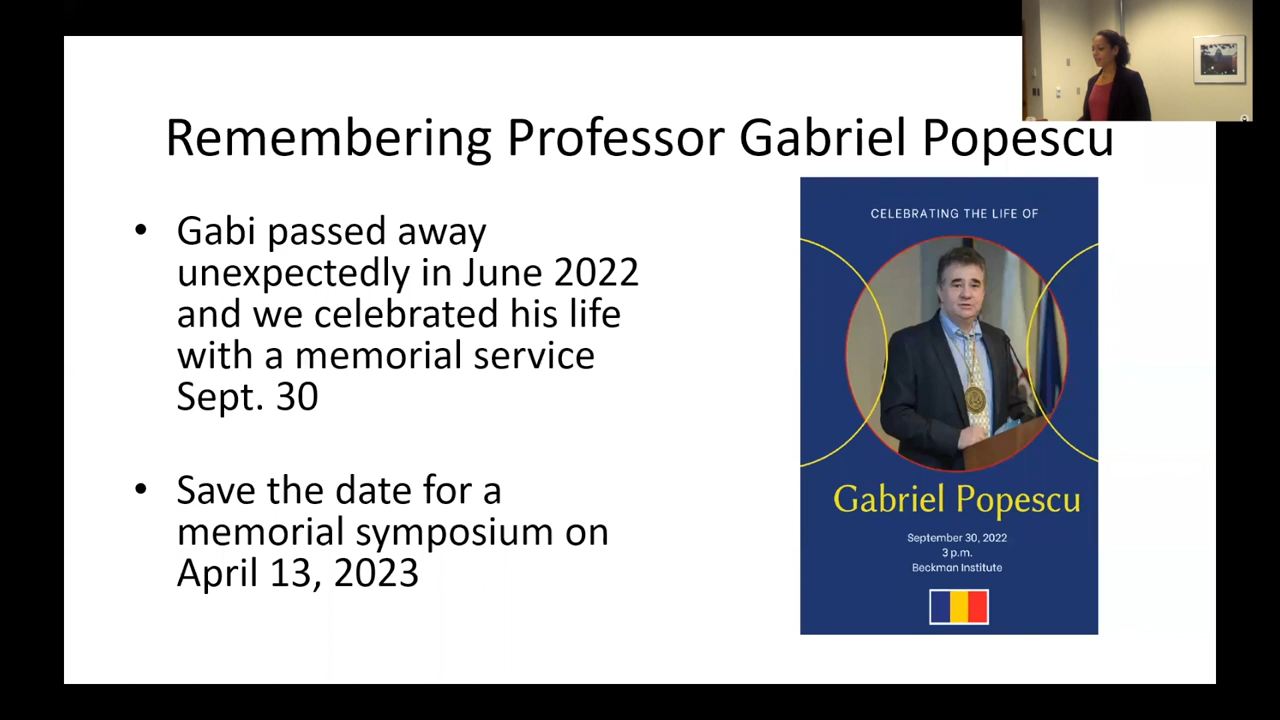 Remembering Professor Gabriel Popescu
• Gabi passed away
unexpectedly in June 2022
and we celebrated his life
with a memorial service
Sept. 30
• Save the date for a
memorial symposium on
April 13, 2023
CELEBRATING THE LIFE OF
Gabriel Popescu
September 30, 2022
3 p.m.
Beckman Institute